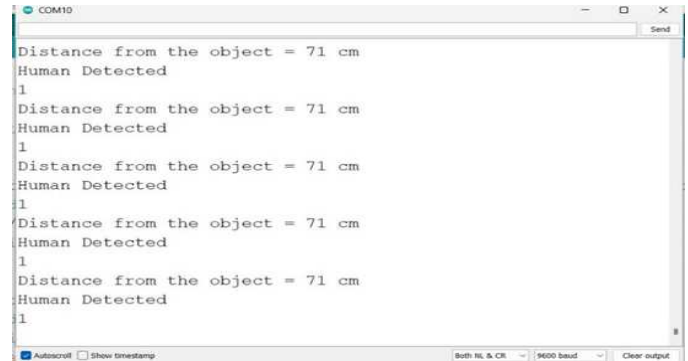 COM10
Send
Distance from the object = 71 cm
Human Detected
1
Distance from the object = 71 cm
Human Detected
1
Distance from the object = 71 cm
Human Detected
1
Distance from the object = 71 cm
Human Detected
1
Distance from the object = 71 cm
Human Detected
1
Autoscroll Show timestamp Both NL & CR 9600 baud Clear output